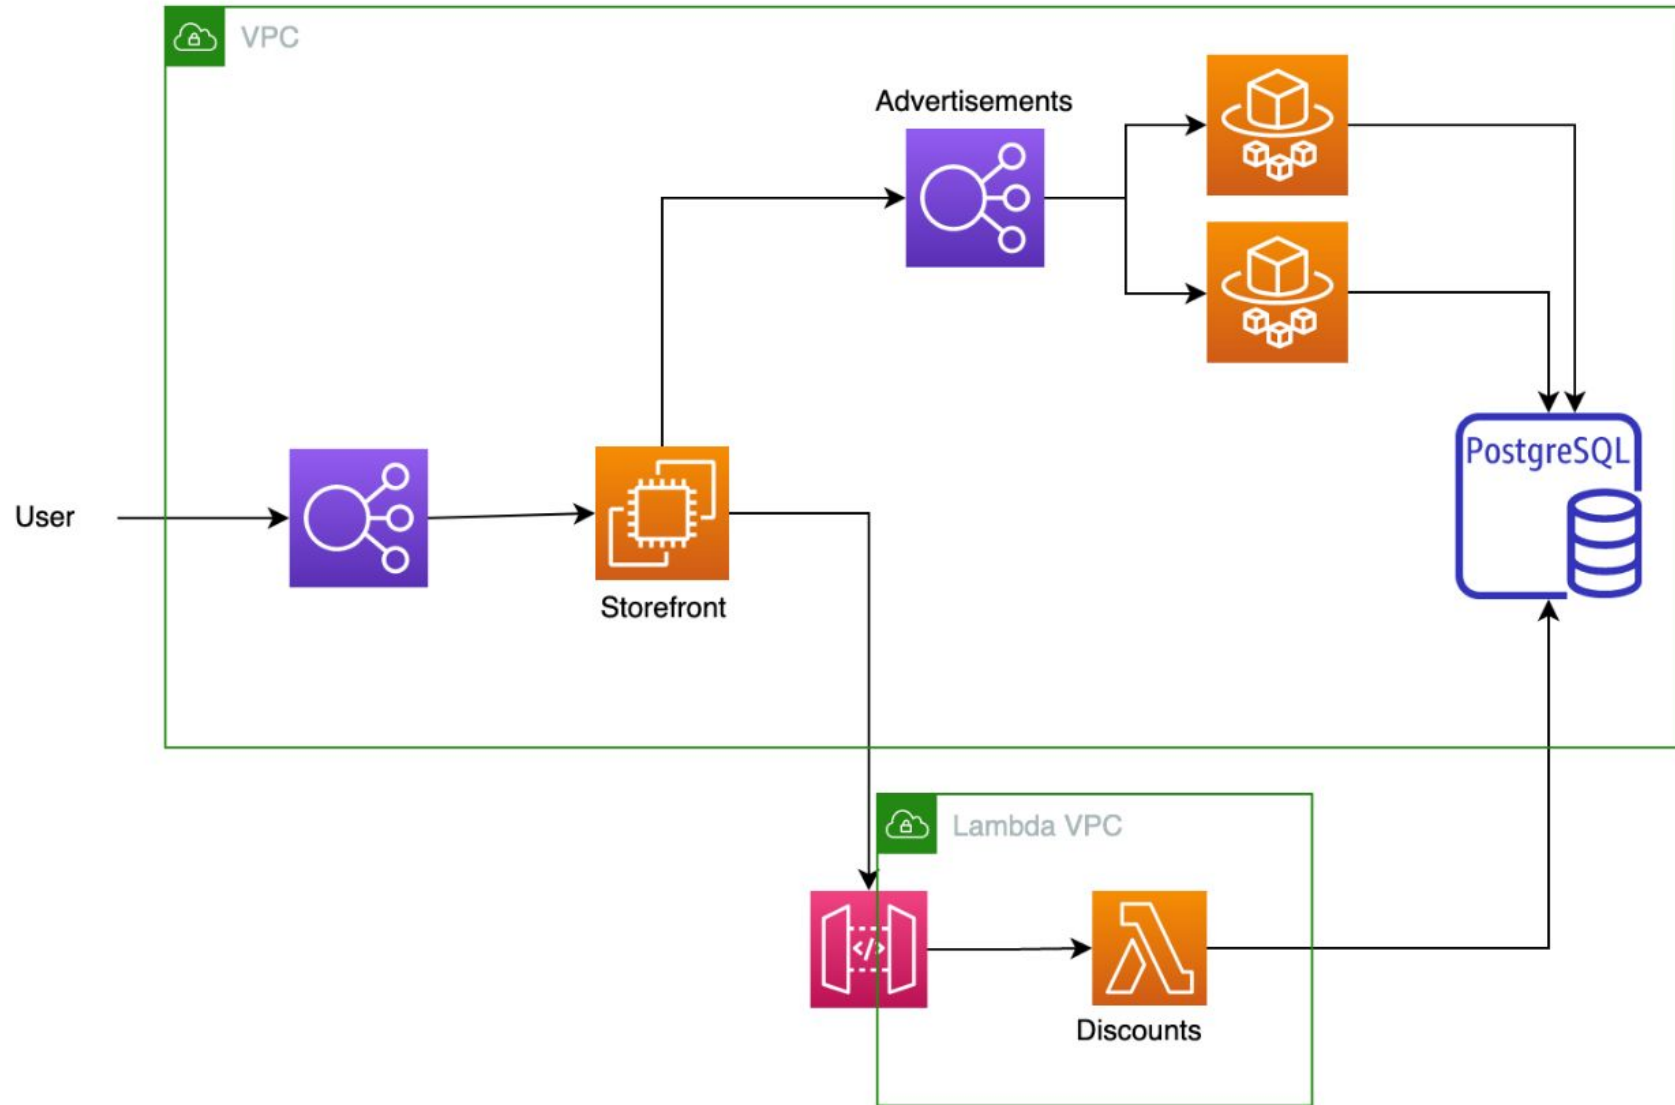 VPC
Advertisements
PostgreSQL
User
Storefront
Lambda VPC
</>
Discounts